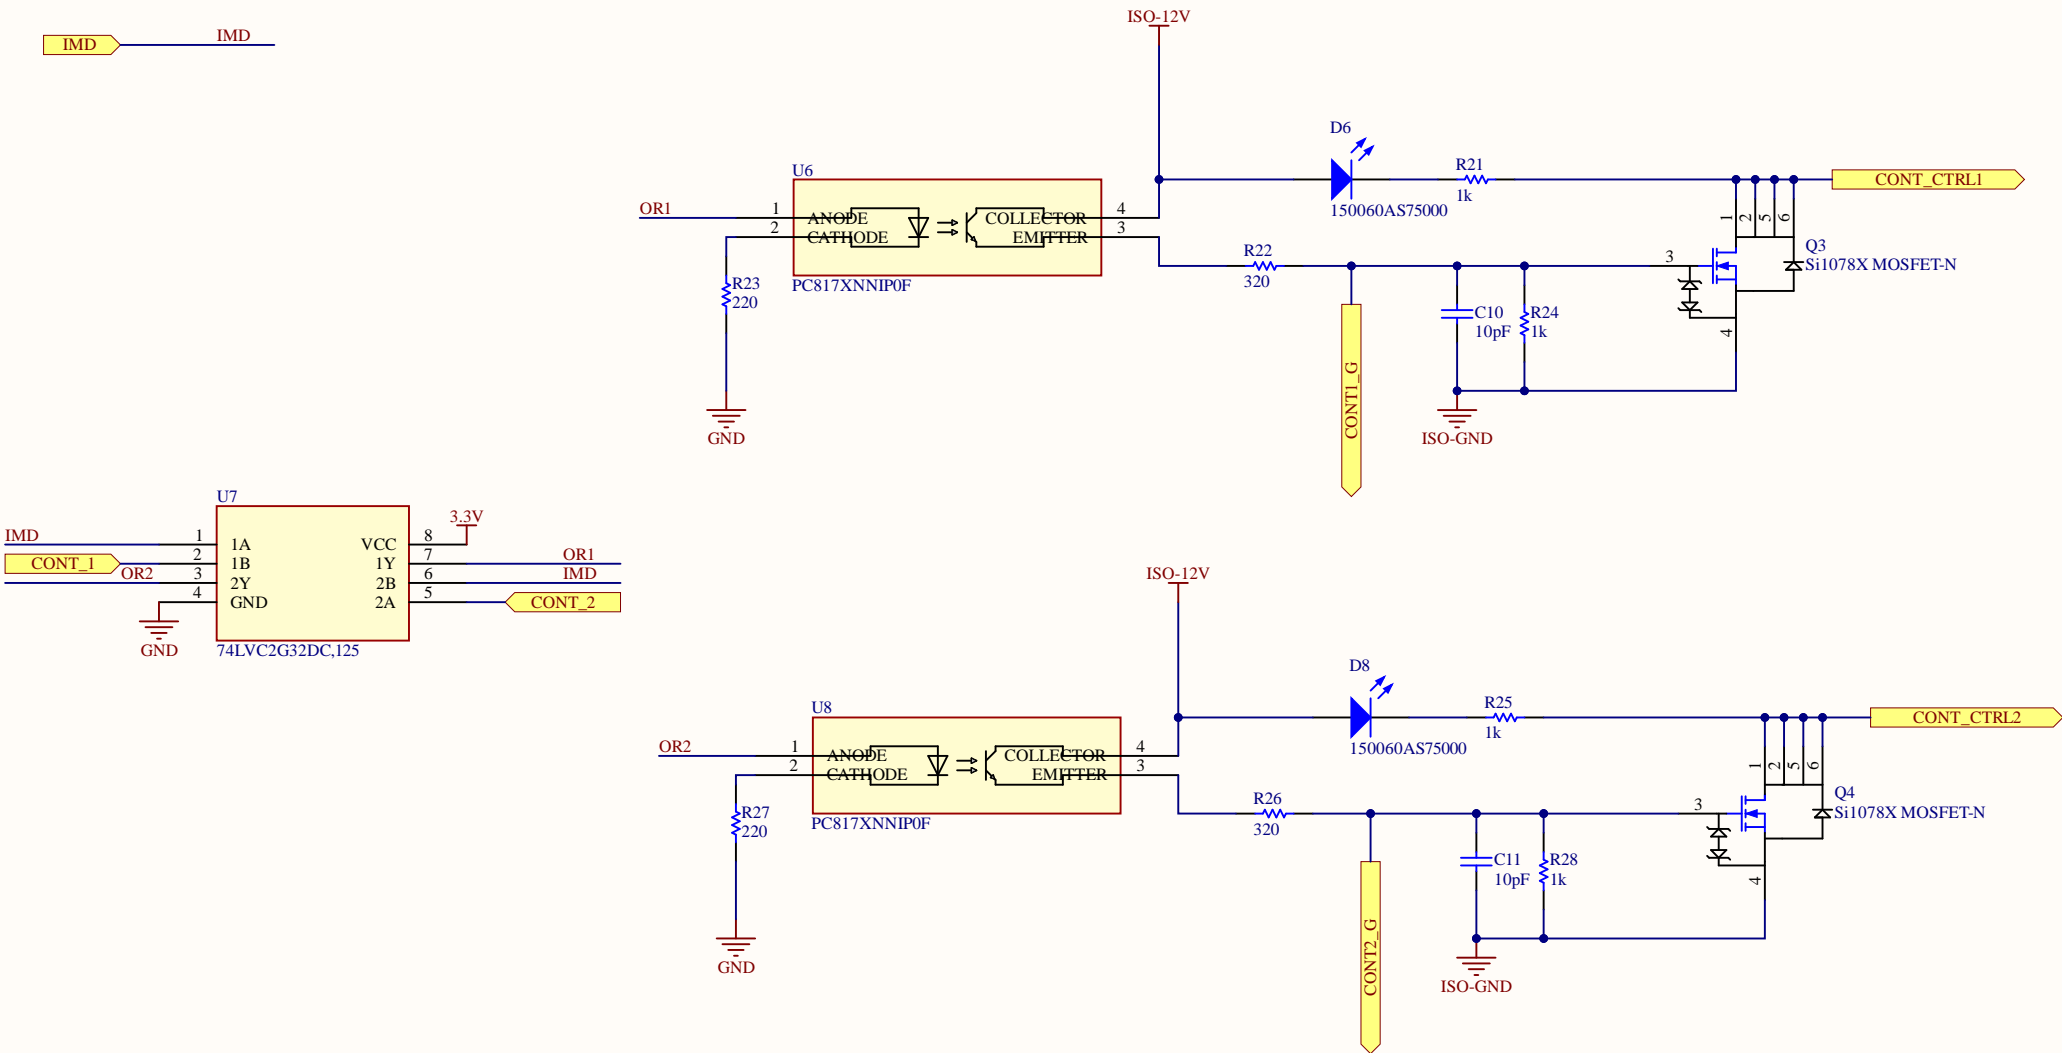 IMD
IMD
ISO-12V
D6
150060AS75000
R21
1k
CONT_CTRL1
U6
OR1
1
2
ANODE
CATHODE
COLLECTOR
EMITTER
4
3
PC817XNNIP0F
R23
220
GND
R22
320
CONT1_G
C10
10pF
R24
1k
ISO-GND
1
2
5
6
3
4
Q3
Si1078X MOSFET-N
U7
IMD
CONT_1
OR2
GND
1
2
3
4
1A
1B
2Y
GND
VCC
1Y
2B
2A
8
7
6
5
3.3V
OR1
IMD
CONT_2
74LVC2G32DC,125
ISO-12V
D8
150060AS75000
R25
1k
CONT_CTRL2
U8
OR2
1
2
ANODE
CATHODE
COLLECTOR
EMITTER
4
3
PC817XNNIP0F
R27
220
GND
R26
320
CONT2_G
C11
10pF
R28
1k
ISO-GND
1
2
5
6
3
4
Q4
Si1078X MOSFET-N